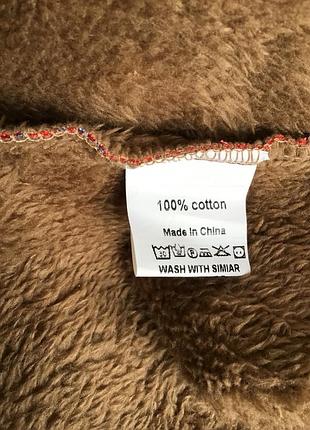 100% cotton
Made in China
WASH WITH SIMIAR